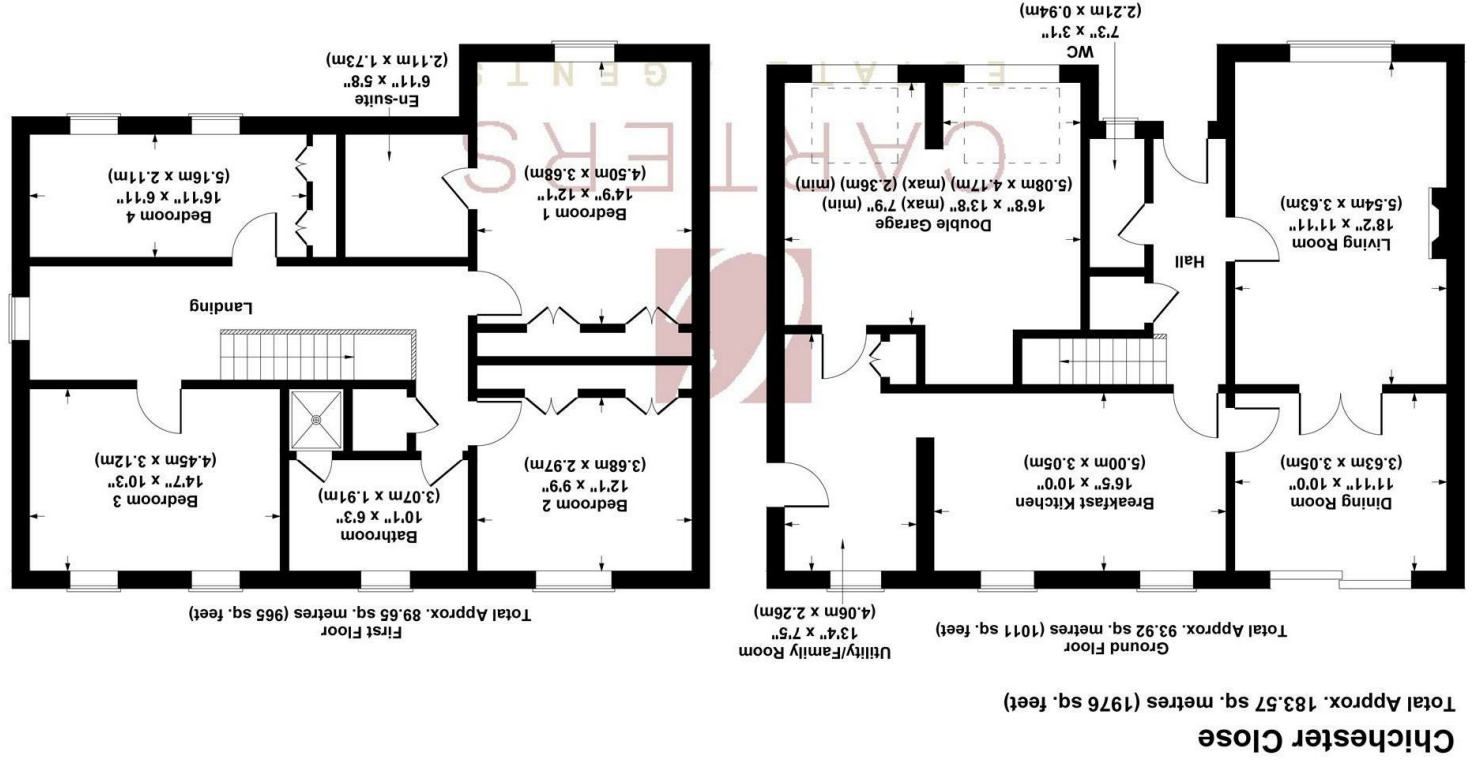 Chichester Close
Total Approx. 183.57 sq. metres (1976 sq. feet)
Ground Floor
Total Approx. 93.92 sq. metres (1011 sq. feet)
Dining Room
11'11" x 10'0
(3.63m x 3.05m)
Breakfast Kitchen
16'5" x 10'0
(5.00m x 3.05m)
Utility/Family Room
13'4" x 7'5"
(4.06m x 2.26m)
Living Room
18'2" x 11'11"
(5.54m x 3.63m)
Hall
Double Garage
16'8" x 13'8" (max) 7'9" (min)
5.08m x 4.17m) (max) (2.36m) (min)
WC
7'3" x 3'1"
(2.21m x 0.94m)
First Floor
Total Approx. 89.65 sq. metres (965 sq. feet)
Bedroom 2
12'1" x 9'9"
(3.68m x 2.97m)
Bathroom
10'1" x 6'3"
(3.07m x 1.91m)
Bedroom 3
14'7" x 10'3"
(4.45m x 3.12m)
Landing
Bedroom 1
14'9" x 12'1"
(4.50m x 3.68m)
En-suite
6'11" x 5'8"
(2.11m x 1.73m)
Bedroom 4
16'11" x 6'11"
(5.16m x 2.11m)
CARTERS
ESTATE AGENTS